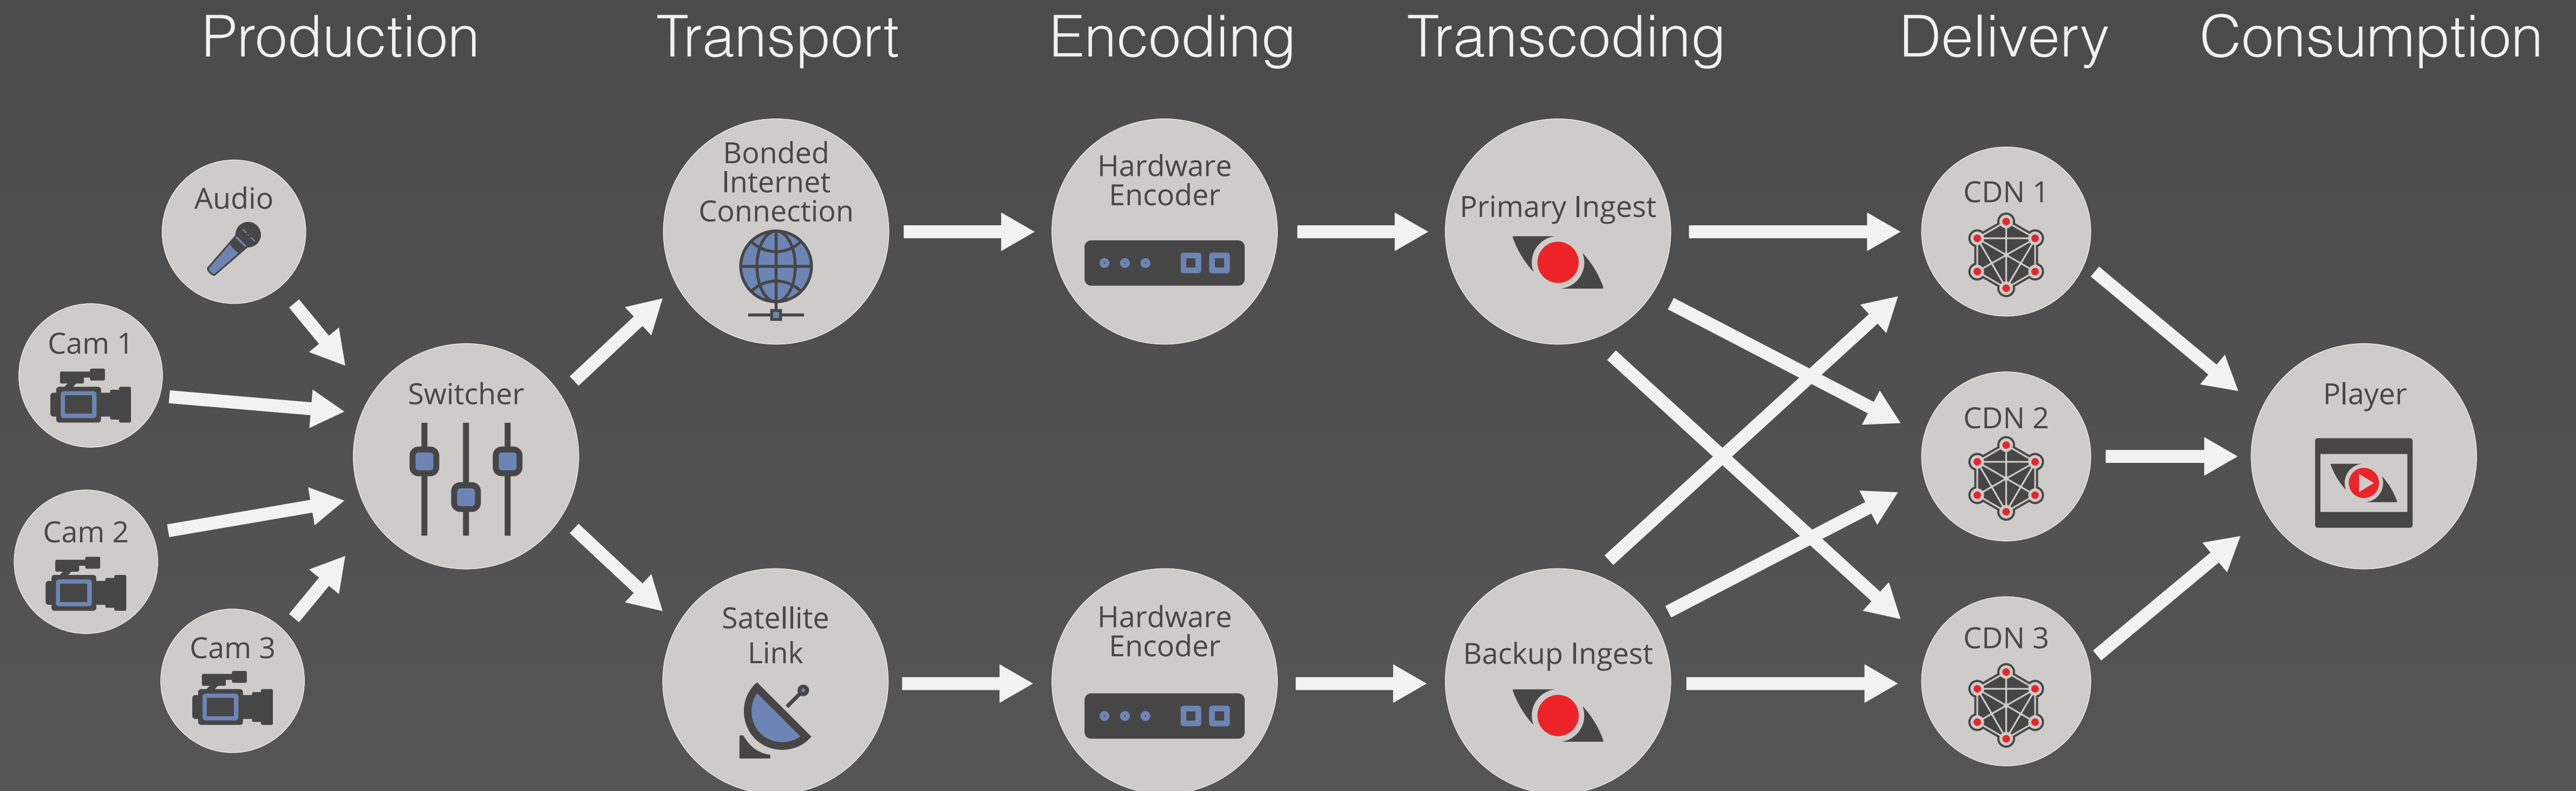 Production
Transport
Encoding
Transcoding
Delivery
Consumption
Audio
Cam 1
Cam 2
Cam 3
Switcher
Bonded
Internet
Connection
Satellite
Link
Hardware
Encoder
Hardware
Encoder
Primary Ingest
Backup Ingest
CDN 1
CDN 2
CDN 3
Player